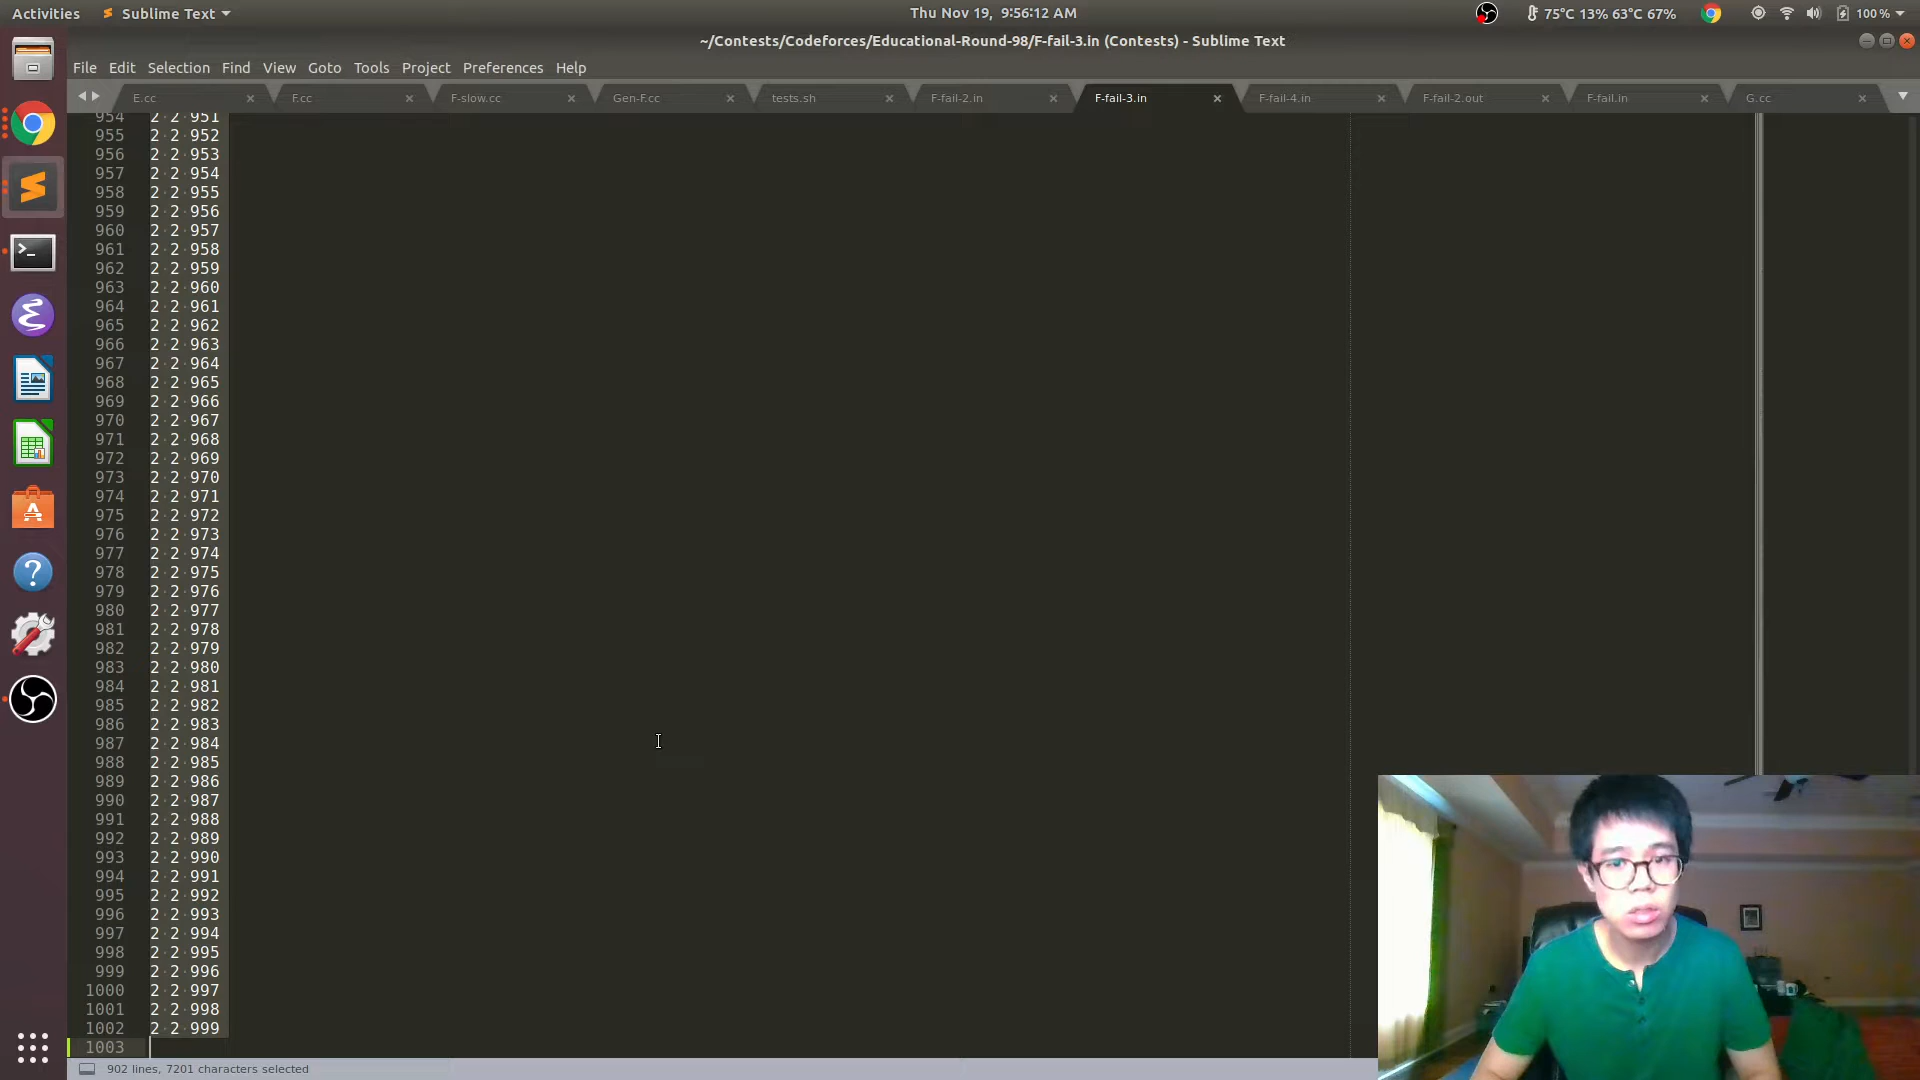 Activities Sublime Text Thu Nov 19, 9:56:12 AM 75°C 13% 63°C 67% 100%
~/Contests/Codeforces/Educational-Round-98/F-fail-3.in (Contests) - Sublime Text
File Edit Selection Find View Goto Tools Project Preferences Help
E.cc F.cc F-slow.cc Gen-F.cc tests.sh F-fail-2.in F-fail-3.in F-fail-4.in F-fail-2.out F-fail.in G.cc
954 2 2 951
955 2 2 952
956 2 2 953
957 2 2 954
958 2 2 955
959 2 2 956
960 2 2 957
961 2 2 958
962 2 2 959
963 2 2 960
964 2 2 961
965 2 2 962
966 2 2 963
967 2 2 964
968 2 2 965
969 2 2 966
970 2 2 967
971 2 2 968
972 2 2 969
973 2 2 970
974 2 2 971
975 2 2 972
976 2 2 973
977 2 2 974
978 2 2 975
979 2 2 976
980 2 2 977
981 2 2 978
982 2 2 979
983 2 2 980
984 2 2 981
985 2 2 982
986 2 2 983
987 2 2 984
988 2 2 985
989 2 2 986
990 2 2 987
991 2 2 988
992 2 2 989
993 2 2 990
994 2 2 991
995 2 2 992
996 2 2 993
997 2 2 994
998 2 2 995
999 2 2 996
1000 2 2 997
1001 2 2 998
1002 2 2 999
1003
902 lines, 7201 characters selected